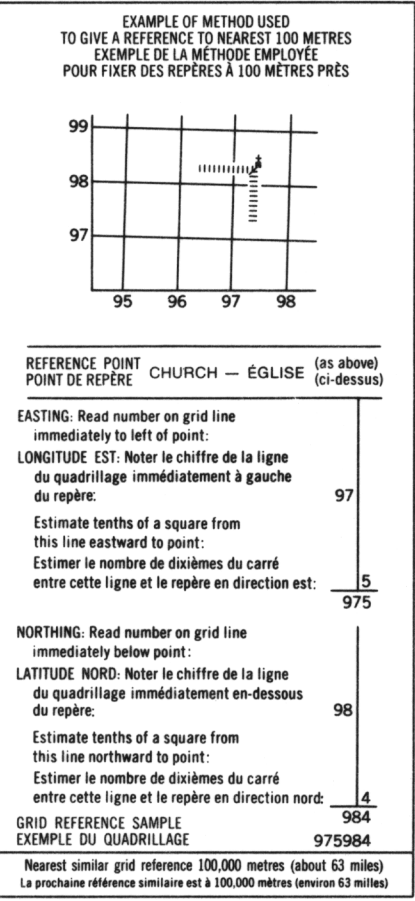 EXAMPLE OF METHOD USED
TO GIVE A REFERENCE TO NEAREST 100 METRES
EXEMPLE DE LA MÉTHODE EMPLOYÉE
POUR FIXER DES REPÈRES À 100 MÈTRES PRÈS
99
98
97
95 96 97 98
REFERENCE POINT
POINT DE REPÈRE
CHURCH — ÉGLISE
(as above)
(ci-dessus)
EASTING: Read number on grid line
immediately to left of point:
LONGITUDE EST: Noter le chiffre de la ligne
du quadrillage immédiatement à gauche
du repère: 97
Estimate tenths of a square from
this line eastward to point:
Estimer le nombre de dixièmes du carré
entre cette ligne et le repère en direction est: 5
975
NORTHING: Read number on grid line
immediately below point:
LATITUDE NORD: Noter le chiffre de la ligne
du quadrillage immédiatement en-dessous
du repère: 98
Estimate tenths of a square from
this line northward to point:
Estimer le nombre de dixièmes du carré
entre cette ligne et le repère en direction nord: 4
984
GRID REFERENCE SAMPLE
EXEMPLE DU QUADRILLAGE 975984
Nearest similar grid reference 100,000 metres (about 63 miles)
La prochaine référence similaire est à 100,000 mètres (environ 63 milles)